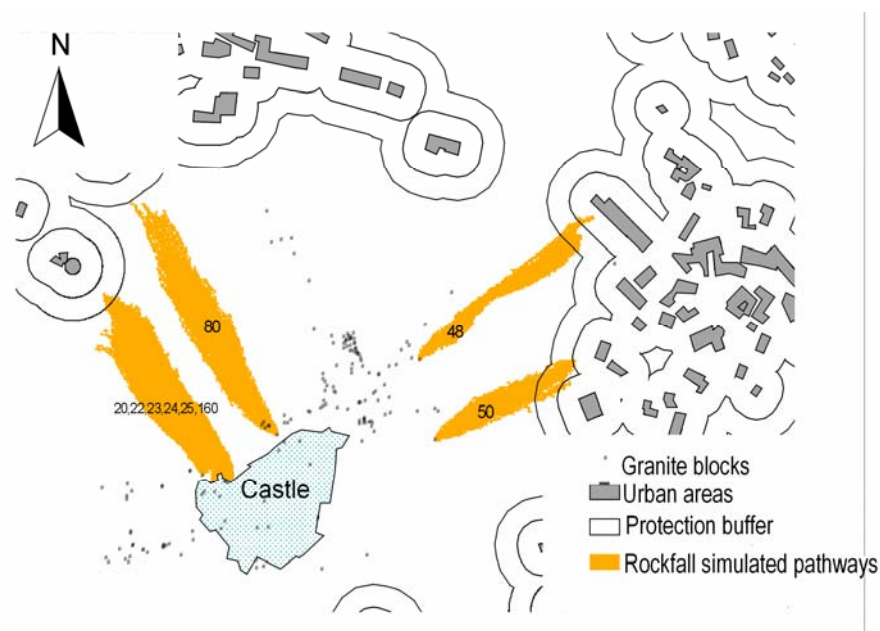 N
80
48
20,22,23,24,25,160
50
Castle
Granite blocks
Urban areas
Protection buffer
Rockfall simulated pathways